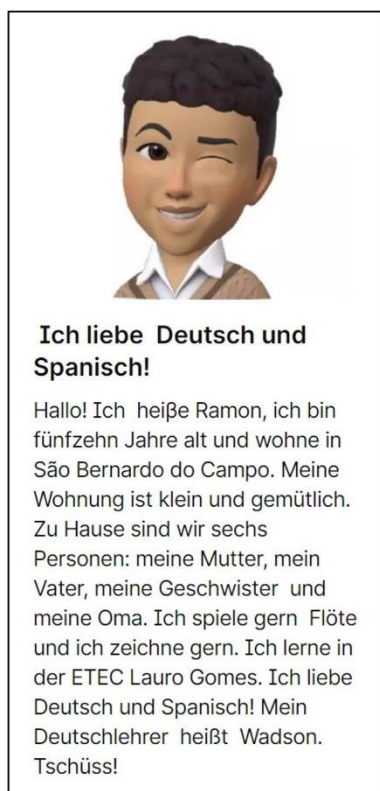 Ich liebe Deutsch und
Spanisch!
Hallo! Ich heiße Ramon, ich bin
fünfzehn Jahre alt und wohne in
São Bernardo do Campo. Meine
Wohnung ist klein und gemütlich.
Zu Hause sind wir sechs
Personen: meine Mutter, mein
Vater, meine Geschwister und
meine Oma. Ich spiele gern Flöte
und ich zeichne gern. Ich lerne in
der ETEC Lauro Gomes. Ich liebe
Deutsch und Spanisch! Mein
Deutschlehrer heißt Wadson.
Tschüss!